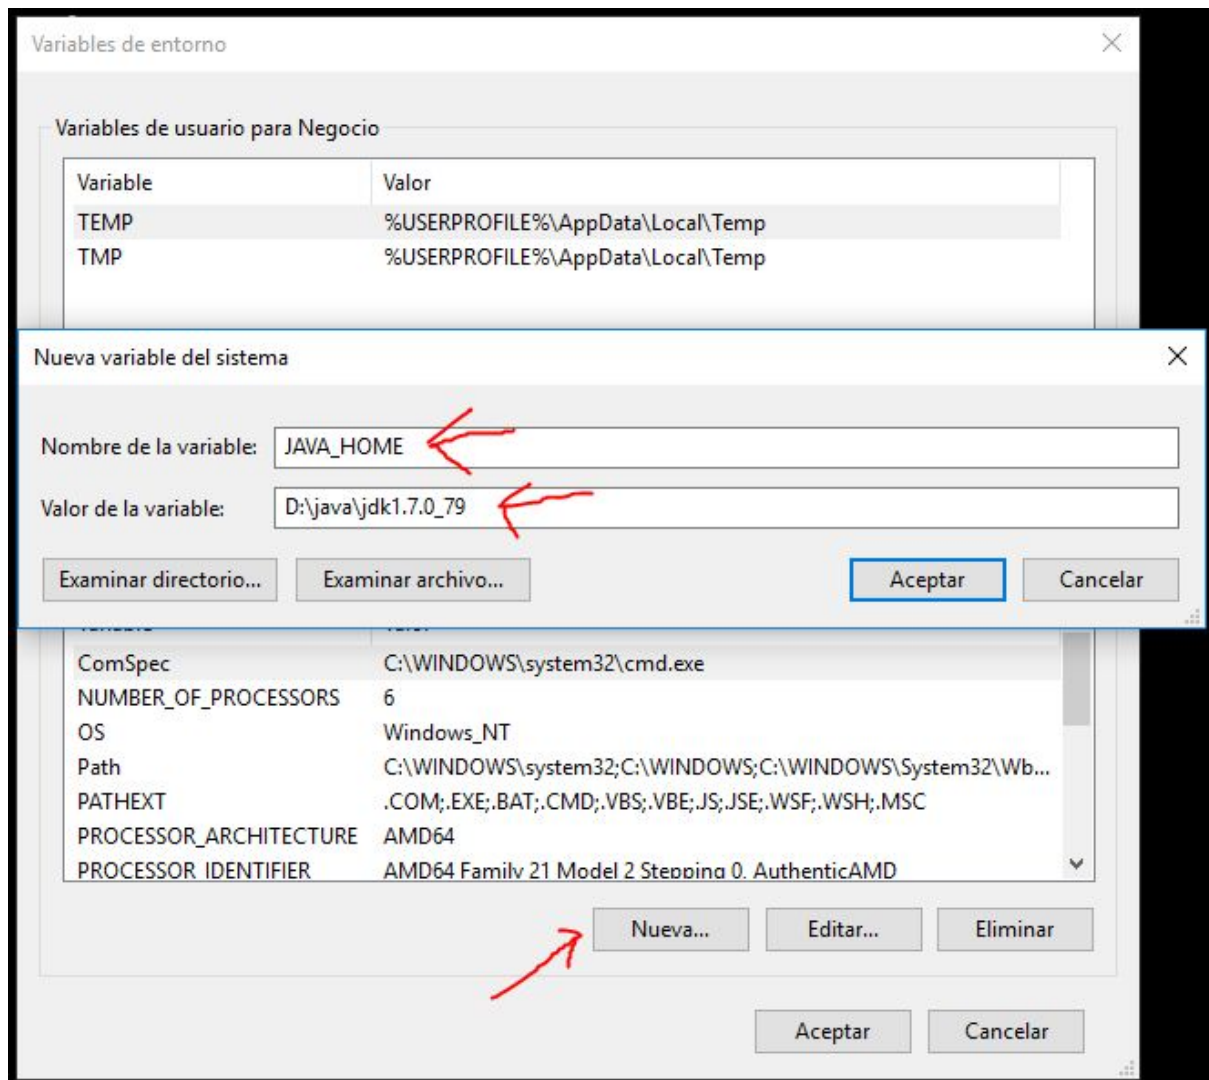 Variables de entorno
Variables de usuario para Negocio
Variable Valor
TEMP %USERPROFILE%\AppData\Local\Temp
TMP %USERPROFILE%\AppData\Local\Temp
Nueva variable del sistema
Nombre de la variable: JAVA_HOME
Valor de la variable: D:\java\jdk1.7.0_79
Examinar directorio... Examinar archivo... Aceptar Cancelar
ComSpec C:\WINDOWS\system32\cmd.exe
NUMBER_OF_PROCESSORS 6
OS Windows_NT
Path C:\WINDOWS\system32;C:\WINDOWS;C:\WINDOWS\System32\Wb...
PATHEXT .COM;.EXE;.BAT;.CMD;.VBS;.VBE;.JS;.JSE;.WSF;.WSH;.MSC
PROCESSOR_ARCHITECTURE AMD64
PROCESSOR_IDENTIFIER AMD64 Family 21 Model 2 Stepping 0, AuthenticAMD
Nueva... Editar... Eliminar
Aceptar Cancelar